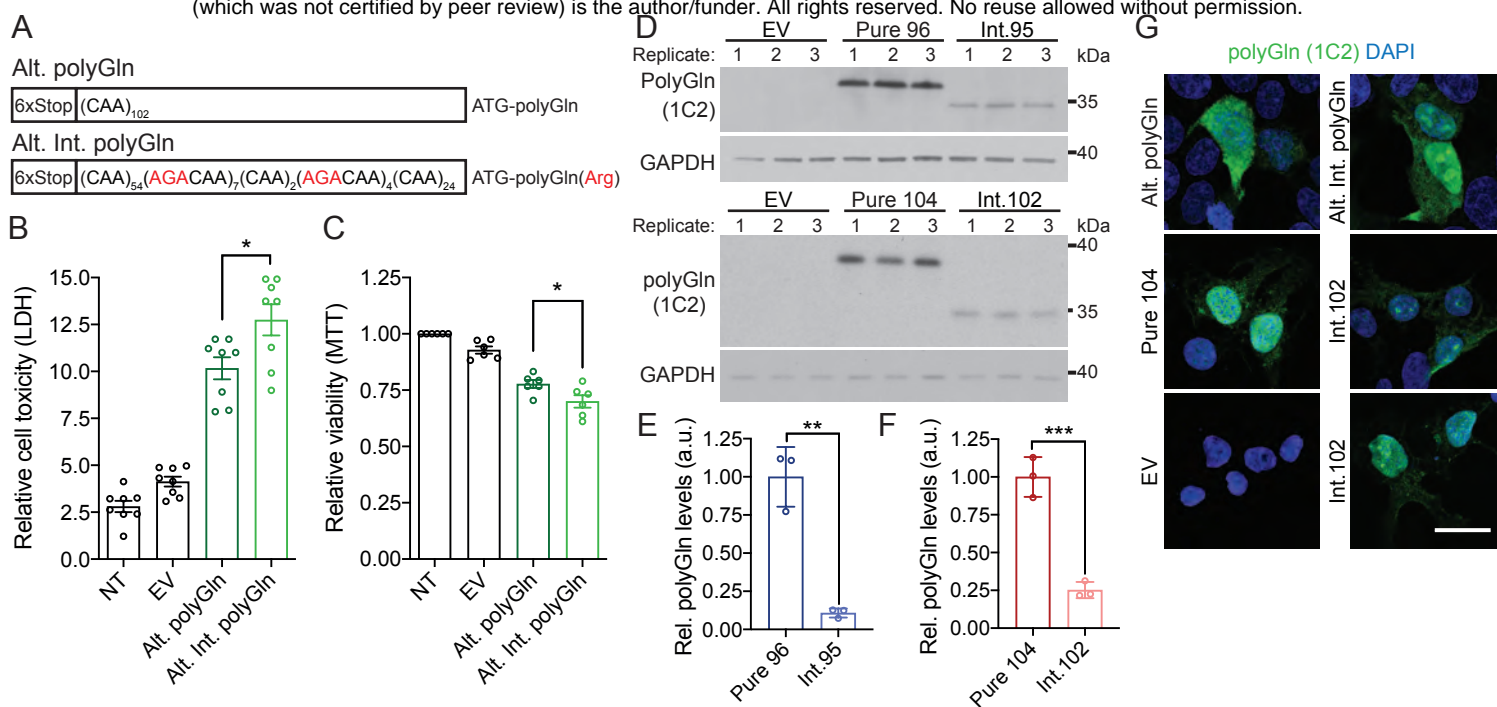 (which was not certified by peer review) is the author/funder. All rights reserved. No reuse allowed without permission.
A
Alt. polyGln
6xStop (CAA)102 ATG-polyGln
Alt. Int. polyGln
6xStop (CAA)54(AGACAA)7(CAA)2(AGACAA)4(CAA)24 ATG-polyGln(Arg)
B
Relative cell toxicity (LDH)
15.0
12.5
10.0
7.5
5.0
2.5
0.0
*
NT
EV
Alt. polyGln
Alt. Int. polyGln
C
Relative viability (MTT)
1.25
1.00
0.75
0.50
0.25
0.00
*
NT
EV
Alt. polyGln
Alt. Int. polyGln
D
EV Pure 96 Int.95
Replicate: 1 2 3 1 2 3 1 2 3 kDa
PolyGln
(1C2)
35
GAPDH
40
EV Pure 104 Int.102
Replicate: 1 2 3 1 2 3 1 2 3 kDa
40
polyGln
(1C2)
35
GAPDH
40
E
Rel. polyGln levels (a.u.)
1.25
1.00
0.75
0.50
0.25
0.00
**
Pure 96
Int.95
F
Rel. polyGln levels (a.u.)
1.25
1.00
0.75
0.50
0.25
0.00
***
Pure 104
Int.102
G
polyGln (1C2) DAPI
Alt. polyGln
Alt. Int. polyGln
Pure 104
Int.102
EV
Int.102